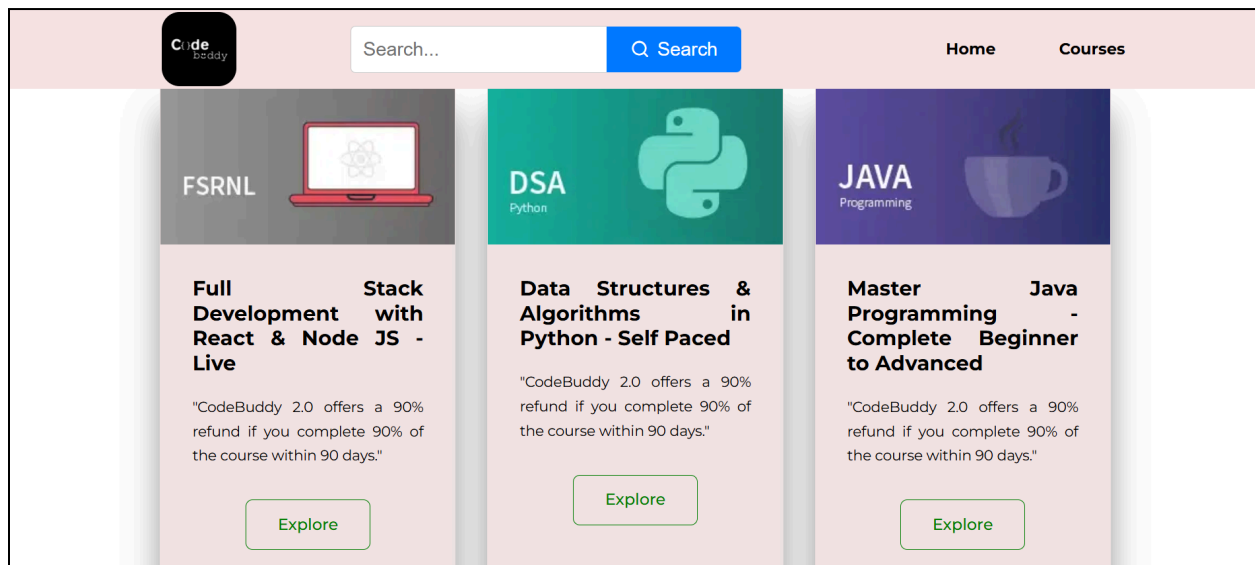 Code
buddy
Search...
Search
Home
Courses
FSRNL
DSA
Python
JAVA
Programming
Full Stack
Development with
React & Node JS -
Live
"CodeBuddy 2.0 offers a 90%
refund if you complete 90% of
the course within 90 days."
Explore
Data Structures &
Algorithms in
Python - Self Paced
"CodeBuddy 2.0 offers a 90%
refund if you complete 90% of
the course within 90 days."
Explore
Master Java
Programming -
Complete Beginner
to Advanced
"CodeBuddy 2.0 offers a 90%
refund if you complete 90% of
the course within 90 days."
Explore